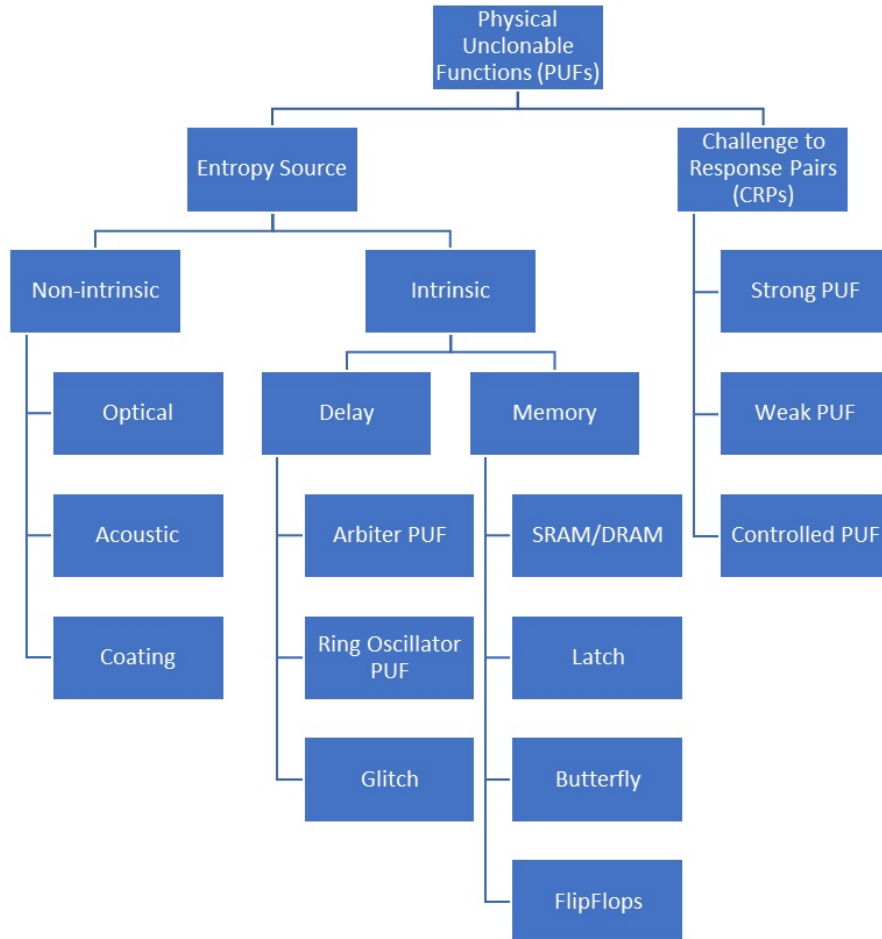 Physical
Unclonable
Functions (PUFs)
Entropy Source
Challenge to
Response Pairs
(CRPs)
Non-intrinsic
Intrinsic
Strong PUF
Optical
Delay
Memory
Weak PUF
Acoustic
Arbiter PUF
SRAM/DRAM
Controlled PUF
Coating
Ring Oscillator
PUF
Latch
Glitch
Butterfly
FlipFlops